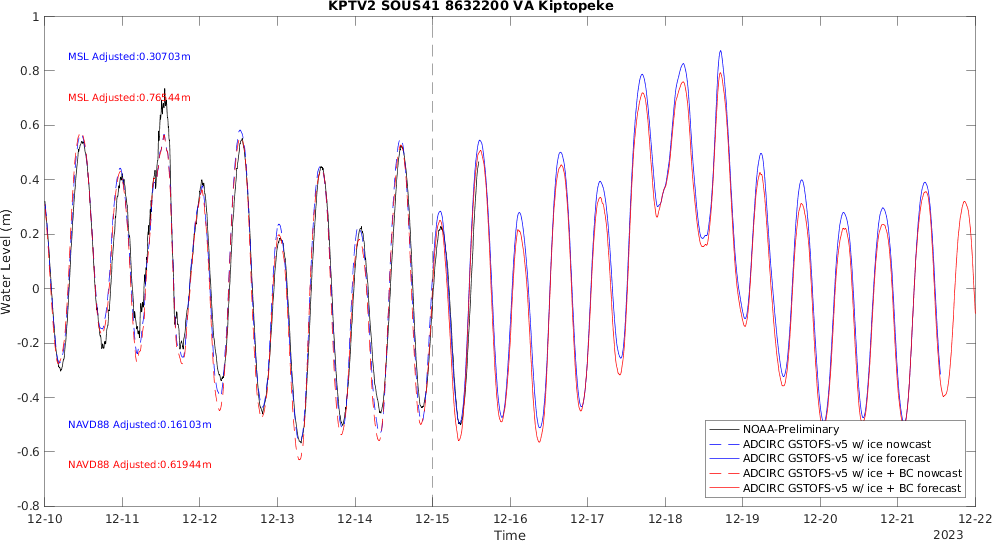 KPTV2 SOUS41 8632200 VA Kiptopeke
MSL Adjusted:0.30703m
MSL Adjusted:0.76544m
NAVD88 Adjusted:0.16103m
NAVD88 Adjusted:0.61944m
Water Level (m)
1
0.8
0.6
0.4
0.2
0
-0.2
-0.4
-0.6
-0.8
NOAA-Preliminary
ADCIRC GSTOFS-v5 w/ ice nowcast
ADCIRC GSTOFS-v5 w/ ice forecast
ADCIRC GSTOFS-v5 w/ ice + BC nowcast
ADCIRC GSTOFS-v5 w/ ice + BC forecast
12-10 12-11 12-12 12-13 12-14 12-15 12-16 12-17 12-18 12-19 12-20 12-21 12-22
Time
2023